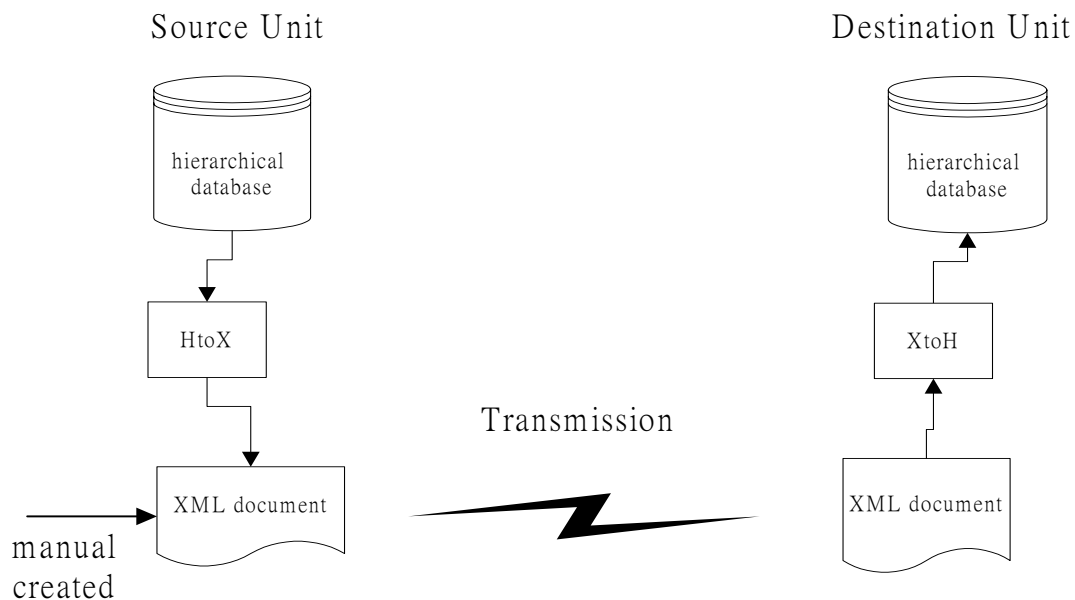 Source Unit
Destination Unit
hierarchical
database
hierarchical
database
HtoX
XtoH
Transmission
XML document
XML document
manual
created